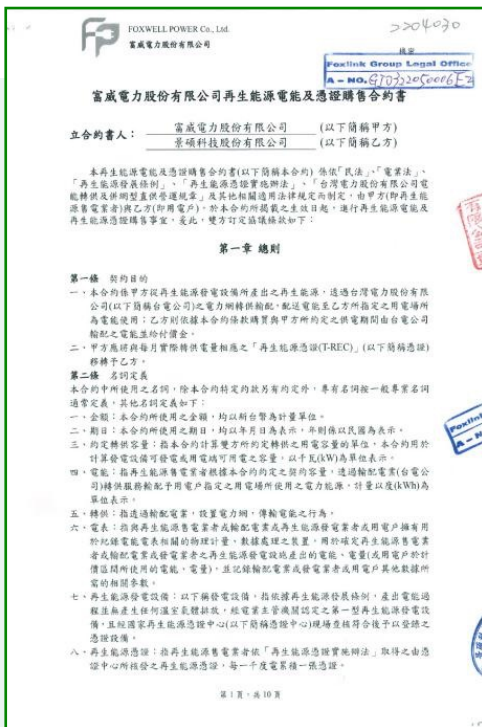 FOXWELL POWER Co., Ltd.
富威電力股份有限公司
2204030
Foxlink Group Legal Office
A - NO.
富威電力股份有限公司再生能源電能及憑證購售合約書
立合約書人： 富威電力股份有限公司 (以下簡稱甲方)
景碩科技股份有限公司 (以下簡稱乙方)
本再生能源電能及憑證購售合約書(以下簡稱本合約)係依「民法」、「電業法」、
「再生能源發展條例」、「再生能源憑證實施辦法」、「台灣電力股份有限公司電
能轉供及併網型直供營運規章」及其他相關適用法律規定而制定，由甲方(即再生能
源售電業者)與乙方(即用電戶)，於本合約所揭載之生效日起，進行再生能源電能及
再生能源憑證購售事宜，爰此，雙方訂定協議條款如下：
第一章 總則
第一條 契約目的
一、本合約係甲方從再生能源發電設備所產出之再生能源，透過台灣電力股份有限
公司(以下簡稱台電公司)之電力網轉供輸配，配送電能至乙方所指定之用電場所
為電能使用；乙方則依據本合約條款購買與甲方所約定之供電期間由台電公司
輸配之電能並給付價金。
二、甲方應將與每月實際轉供電量相應之「再生能源憑證(T-REC)」(以下簡稱憑證)
移轉予乙方。
第二條 名詞定義
本合約中所使用之名詞，除本合約特定約款另有約定外，專有名詞按一般專業名詞
通常定義，其他名詞定義如下：
一、金額：本合約所使用之金額，均以新台幣為計量單位。
二、期日：本合約所使用之期日，均以年月日為表示，年則係以民國為表示。
三、約定轉供容量：指本合約計算雙方所約定轉供之用電容量的單位，本合約用於
計算發電設備可發電或用電端可用電之容量，以千瓦(kW)為單位表示。
四、電能：指再生能源售電業者根據本合約約定之契約容量，透過輸配電業(台電公
司)轉供服務輸配予用電戶指定之用電場所使用之電力能源，計量以度(kWh)為
單位表示。
五、轉供：指透過輸配電業，設置電力網，傳輸電能之行為。
六、電表：指與再生能源售電業者或輸配電業或再生能源發電業者或用電戶擁有用
於紀錄電能電表相關的物理計量、數據處理之裝置，用於確定再生能源售電業
者或輸配電業或發電業者之再生能源發電設施產出的電能、電量(或用電戶於計
價區間所使用的電能、電量)，並記錄輸配電業或發電業者或用電戶其他數據所
需的相關參數。
七、再生能源發電設備：以下稱發電設備，指依據再生能源發展條例，產出電能過
程並無產生任何溫室氣體排放，經電業主管機關認定之第一型再生能源發電設
備，且經國家再生能源憑證中心(以下簡稱憑證中心)現場查核符合後予以登錄之
憑證設備。
八、再生能源憑證：指再生能源售電業者依「再生能源憑證實施辦法」取得之由憑
證中心所核發之再生能源憑證，每一千度電累積一張憑證。
第 1 頁，共 10 頁